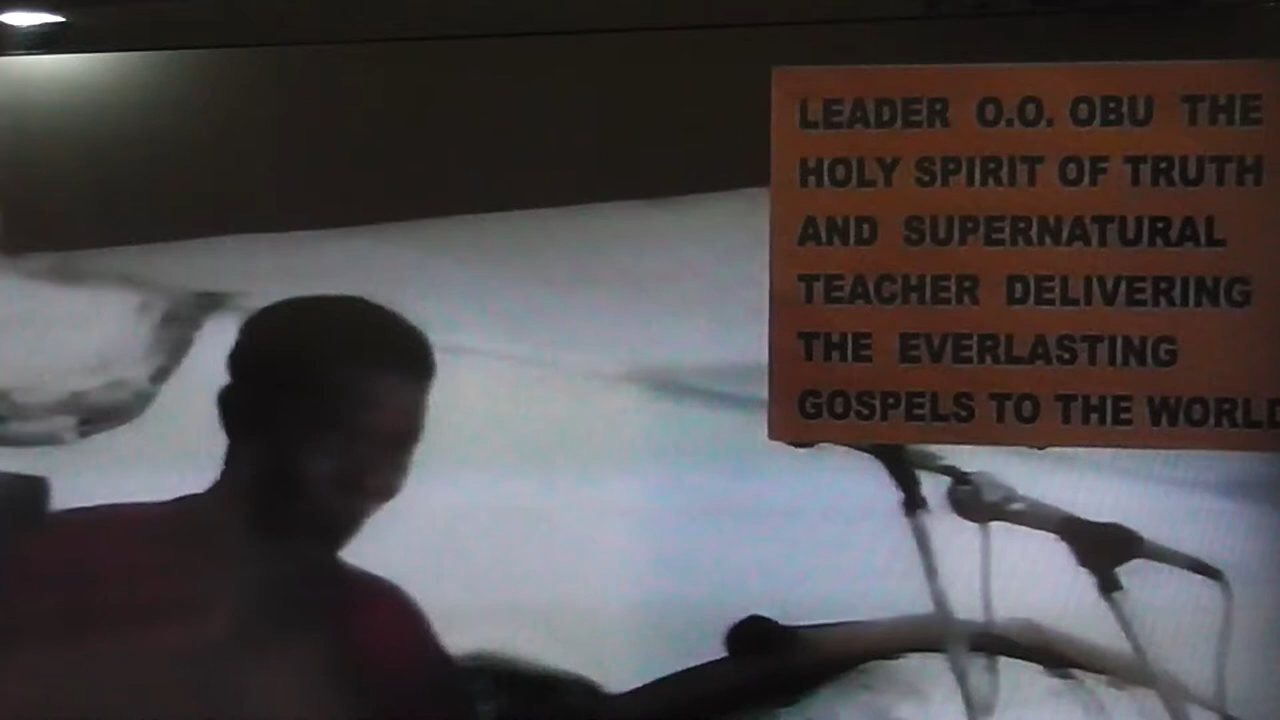 LEADER O.O. OBU THE
HOLY SPIRIT OF TRUTH
AND SUPERNATURAL
TEACHER DELIVERING
THE EVERLASTING
GOSPELS TO THE WORLD